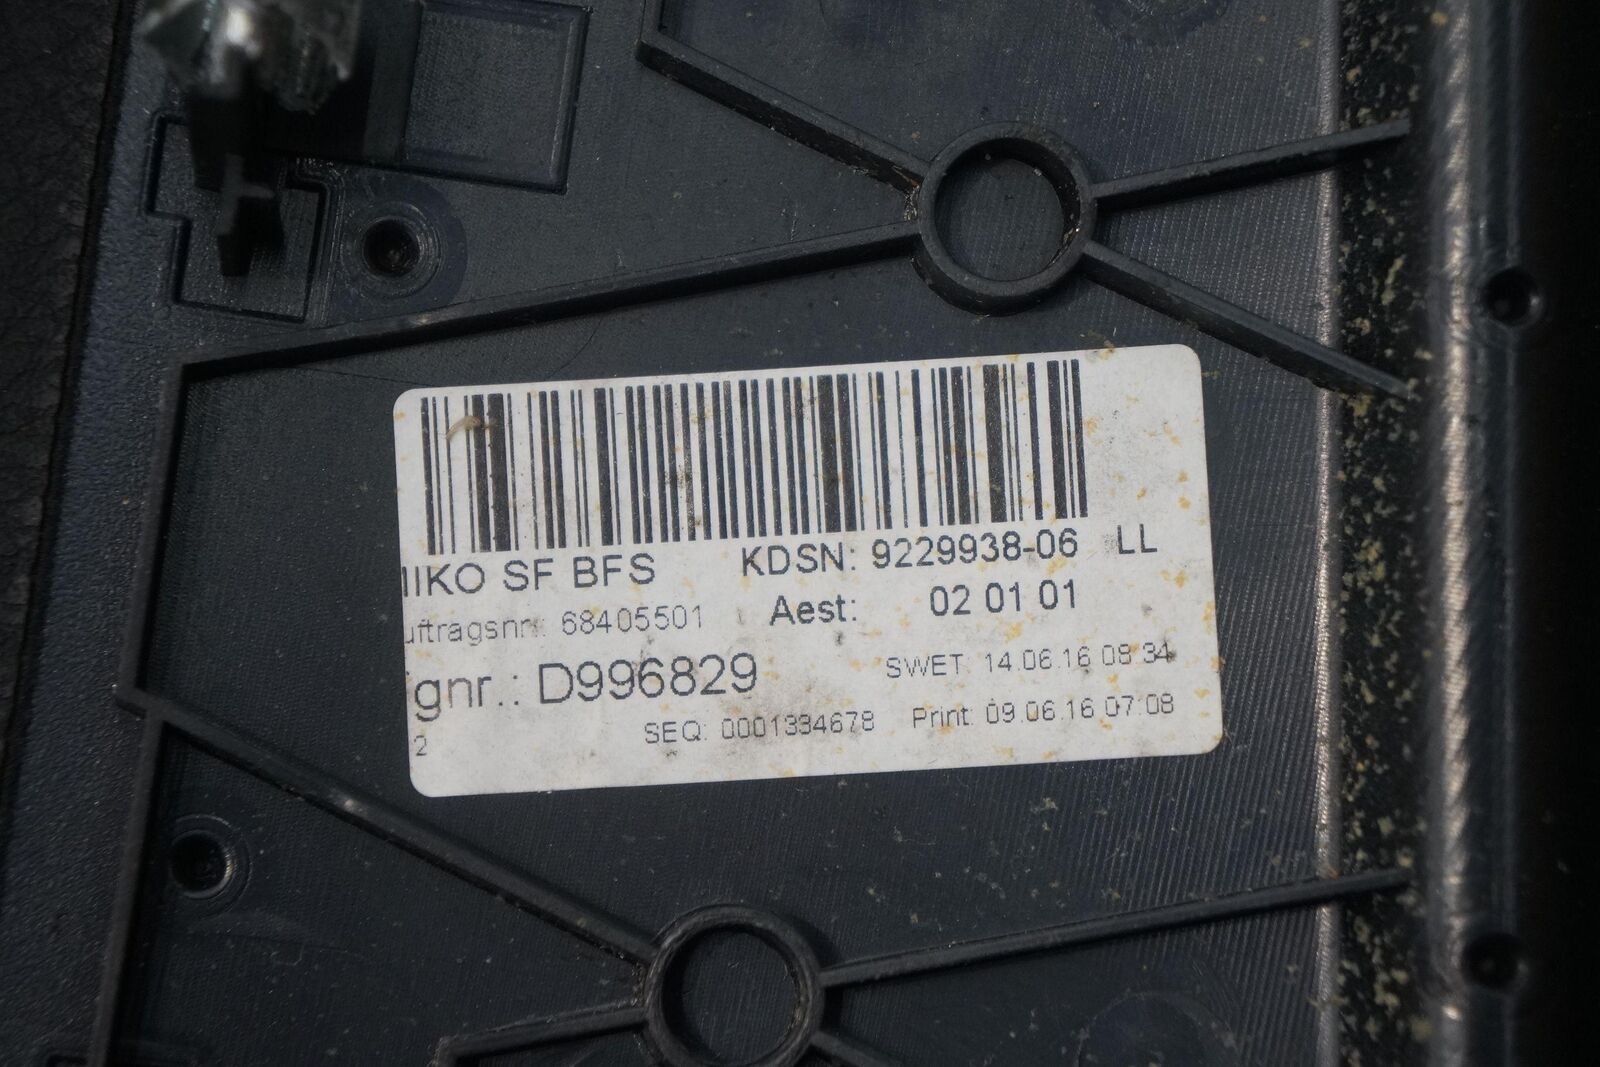 MIKO SF BFS KDSN: 9229938-06 LL
uftragsnr.: 68405501 Aest: 02 01 01
gnr.: D996829 SWET: 14.06.16 08:34
2 SEQ: 0001334678 Print: 09.06.16 07:08